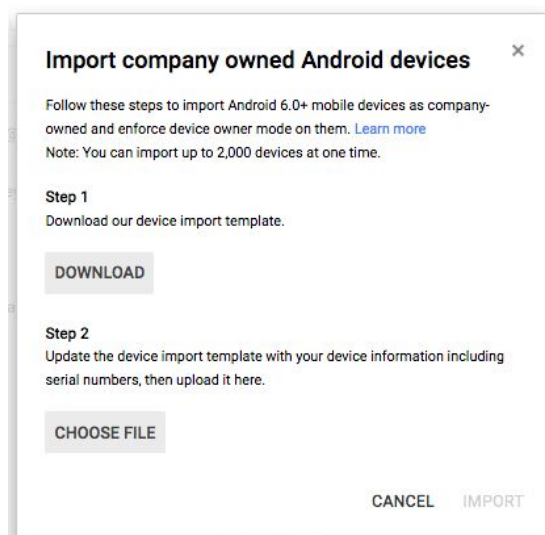 Import company owned Android devices
×
Follow these steps to import Android 6.0+ mobile devices as company-
owned and enforce device owner mode on them. Learn more
Note: You can import up to 2,000 devices at one time.
Step 1
Download our device import template.
DOWNLOAD
Step 2
Update the device import template with your device information including
serial numbers, then upload it here.
CHOOSE FILE
CANCEL IMPORT